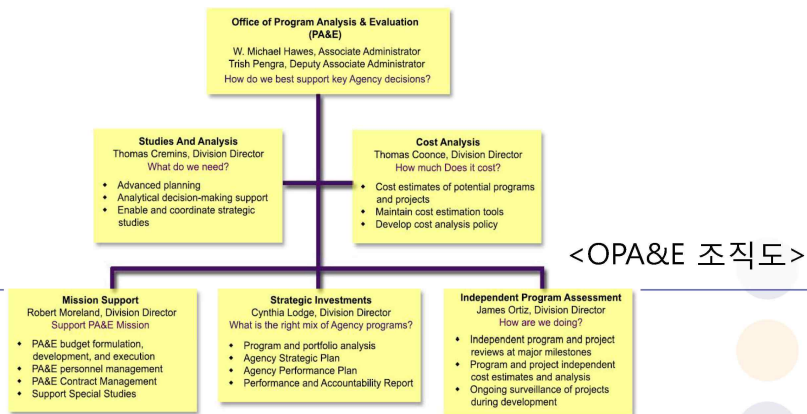 Office of Program Analysis & Evaluation
(PA&E)
W. Michael Hawes, Associate Administrator
Trish Pengra, Deputy Associate Administrator
How do we best support key Agency decisions?
Studies And Analysis
Thomas Cremins, Division Director
What do we need?
◆ Advanced planning
◆ Analytical decision-making support
◆ Enable and coordinate strategic
studies
Cost Analysis
Thomas Coonce, Division Director
How much Does it cost?
◆ Cost estimates of potential programs
and projects
◆ Maintain cost estimation tools
◆ Develop cost analysis policy
<OPA&E 조직도>
Mission Support
Robert Moreland, Division Director
Support PA&E Mission
◆ PA&E budget formulation,
development, and execution
◆ PA&E personnel management
◆ PA&E Contract Management
◆ Support Special Studies
Strategic Investments
Cynthia Lodge, Division Director
What is the right mix of Agency programs?
◆ Program and portfolio analysis
◆ Agency Strategic Plan
◆ Agency Performance Plan
◆ Performance and Accountability Report
Independent Program Assessment
James Ortiz, Division Director
How are we doing?
◆ Independent program and project
reviews at major milestones
◆ Program and project independent
cost estimates and analysis
◆ Ongoing surveillance of projects
during development